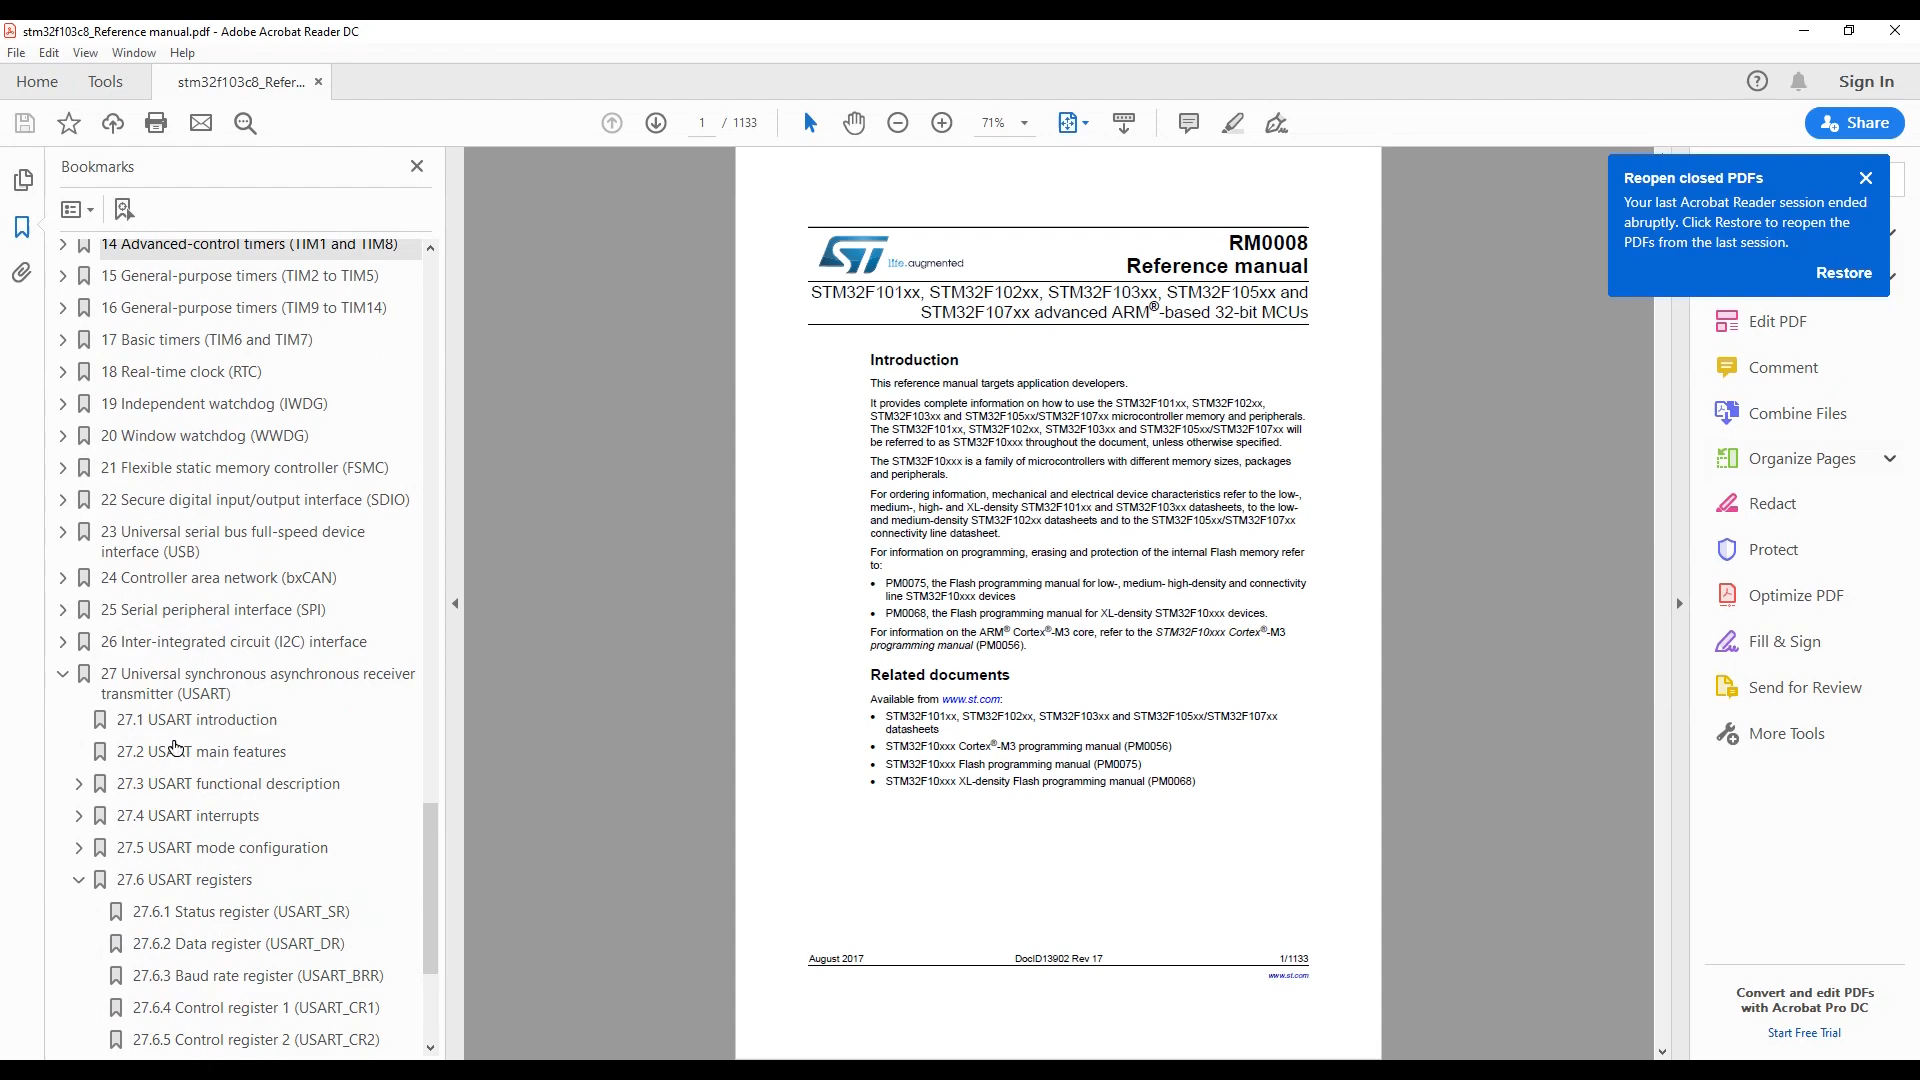 stm32f103c8_Reference manual.pdf - Adobe Acrobat Reader DC
File Edit View Window Help
Home Tools stm32f103c8_Refer... Sign In
1 / 1133 71% Share
Bookmarks
14 Advanced-control timers (TIM1 and TIM8)
15 General-purpose timers (TIM2 to TIM5)
16 General-purpose timers (TIM9 to TIM14)
17 Basic timers (TIM6 and TIM7)
18 Real-time clock (RTC)
19 Independent watchdog (IWDG)
20 Window watchdog (WWDG)
21 Flexible static memory controller (FSMC)
22 Secure digital input/output interface (SDIO)
23 Universal serial bus full-speed device
interface (USB)
24 Controller area network (bxCAN)
25 Serial peripheral interface (SPI)
26 Inter-integrated circuit (I2C) interface
27 Universal synchronous asynchronous receiver
transmitter (USART)
27.1 USART introduction
27.2 USART main features
27.3 USART functional description
27.4 USART interrupts
27.5 USART mode configuration
27.6 USART registers
27.6.1 Status register (USART_SR)
27.6.2 Data register (USART_DR)
27.6.3 Baud rate register (USART_BRR)
27.6.4 Control register 1 (USART_CR1)
27.6.5 Control register 2 (USART_CR2)
ST life.augmented
RM0008
Reference manual
STM32F101xx, STM32F102xx, STM32F103xx, STM32F105xx and
STM32F107xx advanced ARM®-based 32-bit MCUs
Introduction
This reference manual targets application developers.
It provides complete information on how to use the STM32F101xx, STM32F102xx,
STM32F103xx and STM32F105xx/STM32F107xx microcontroller memory and peripherals.
The STM32F101xx, STM32F102xx, STM32F103xx and STM32F105xx/STM32F107xx will
be referred to as STM32F10xxx throughout the document, unless otherwise specified.
The STM32F10xxx is a family of microcontrollers with different memory sizes, packages
and peripherals.
For ordering information, mechanical and electrical device characteristics refer to the low-,
medium-, high- and XL-density STM32F101xx and STM32F103xx datasheets, to the low-
and medium-density STM32F102xx datasheets and to the STM32F105xx/STM32F107xx
connectivity line datasheet.
For information on programming, erasing and protection of the internal Flash memory refer
to:
• PM0075, the Flash programming manual for low-, medium- high-density and connectivity
line STM32F10xxx devices
• PM0068, the Flash programming manual for XL-density STM32F10xxx devices.
For information on the ARM® Cortex®-M3 core, refer to the STM32F10xxx Cortex®-M3
programming manual (PM0056).
Related documents
Available from www.st.com:
• STM32F101xx, STM32F102xx, STM32F103xx and STM32F105xx/STM32F107xx
datasheets
• STM32F10xxx Cortex®-M3 programming manual (PM0056)
• STM32F10xxx Flash programming manual (PM0075)
• STM32F10xxx XL-density Flash programming manual (PM0068)
August 2017 DocID13902 Rev 17 1/1133
www.st.com
Reopen closed PDFs
Your last Acrobat Reader session ended
abruptly. Click Restore to reopen the
PDFs from the last session.
Restore
Edit PDF
Comment
Combine Files
Organize Pages
Redact
Protect
Optimize PDF
Fill & Sign
Send for Review
More Tools
Convert and edit PDFs
with Acrobat Pro DC
Start Free Trial